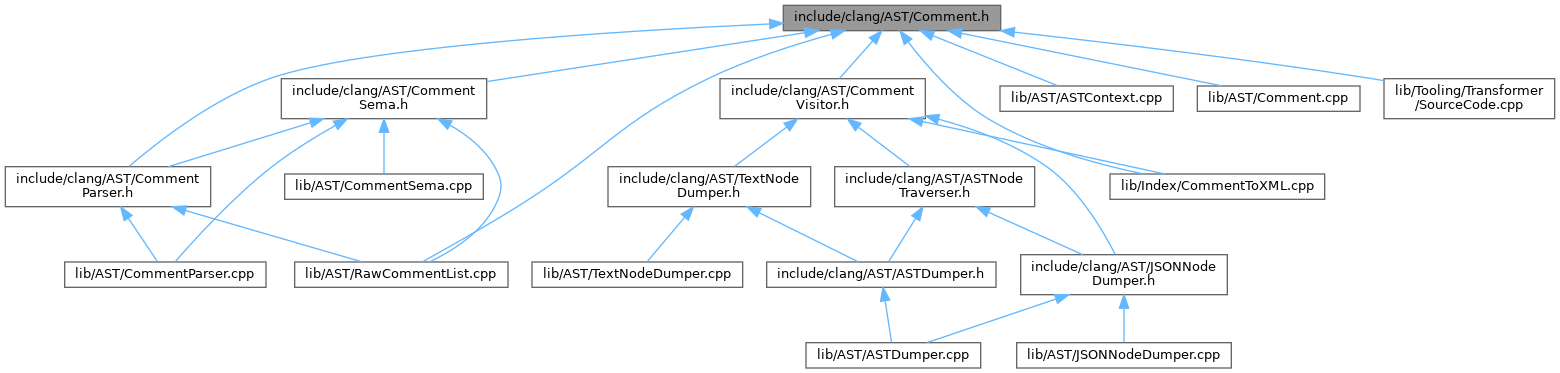 include/clang/AST/Comment.h
include/clang/AST/Comment
Sema.h
include/clang/AST/Comment
Visitor.h
lib/AST/ASTContext.cpp
lib/AST/Comment.cpp
lib/Tooling/Transformer
/SourceCode.cpp
include/clang/AST/Comment
Parser.h
lib/AST/CommentSema.cpp
include/clang/AST/TextNode
Dumper.h
include/clang/AST/ASTNode
Traverser.h
lib/Index/CommentToXML.cpp
lib/AST/CommentParser.cpp
lib/AST/RawCommentList.cpp
lib/AST/TextNodeDumper.cpp
include/clang/AST/ASTDumper.h
include/clang/AST/JSONNode
Dumper.h
lib/AST/ASTDumper.cpp
lib/AST/JSONNodeDumper.cpp